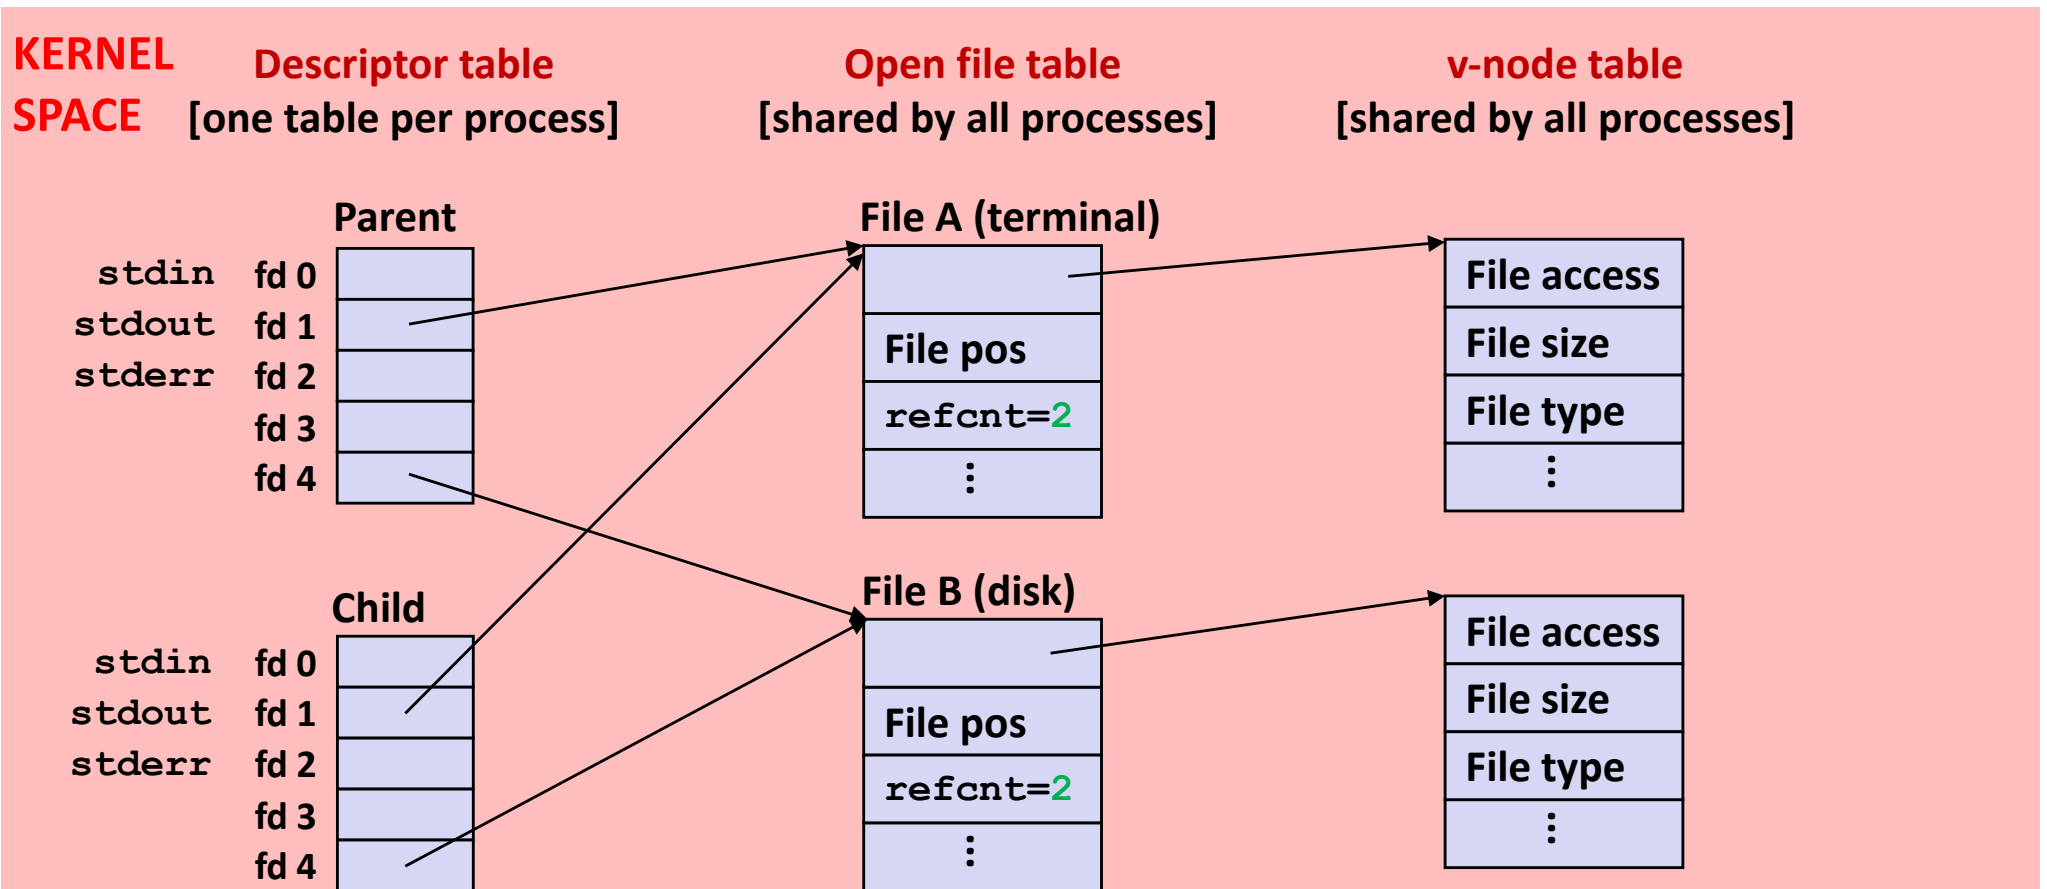 KERNEL
SPACE
Descriptor table
[one table per process]
Open file table
[shared by all processes]
v-node table
[shared by all processes]
Parent
stdin fd 0
stdout fd 1
stderr fd 2
fd 3
fd 4
File A (terminal)
File pos
refcnt=2
⋮
File access
File size
File type
⋮
Child
stdin fd 0
stdout fd 1
stderr fd 2
fd 3
fd 4
File B (disk)
File pos
refcnt=2
⋮
File access
File size
File type
⋮